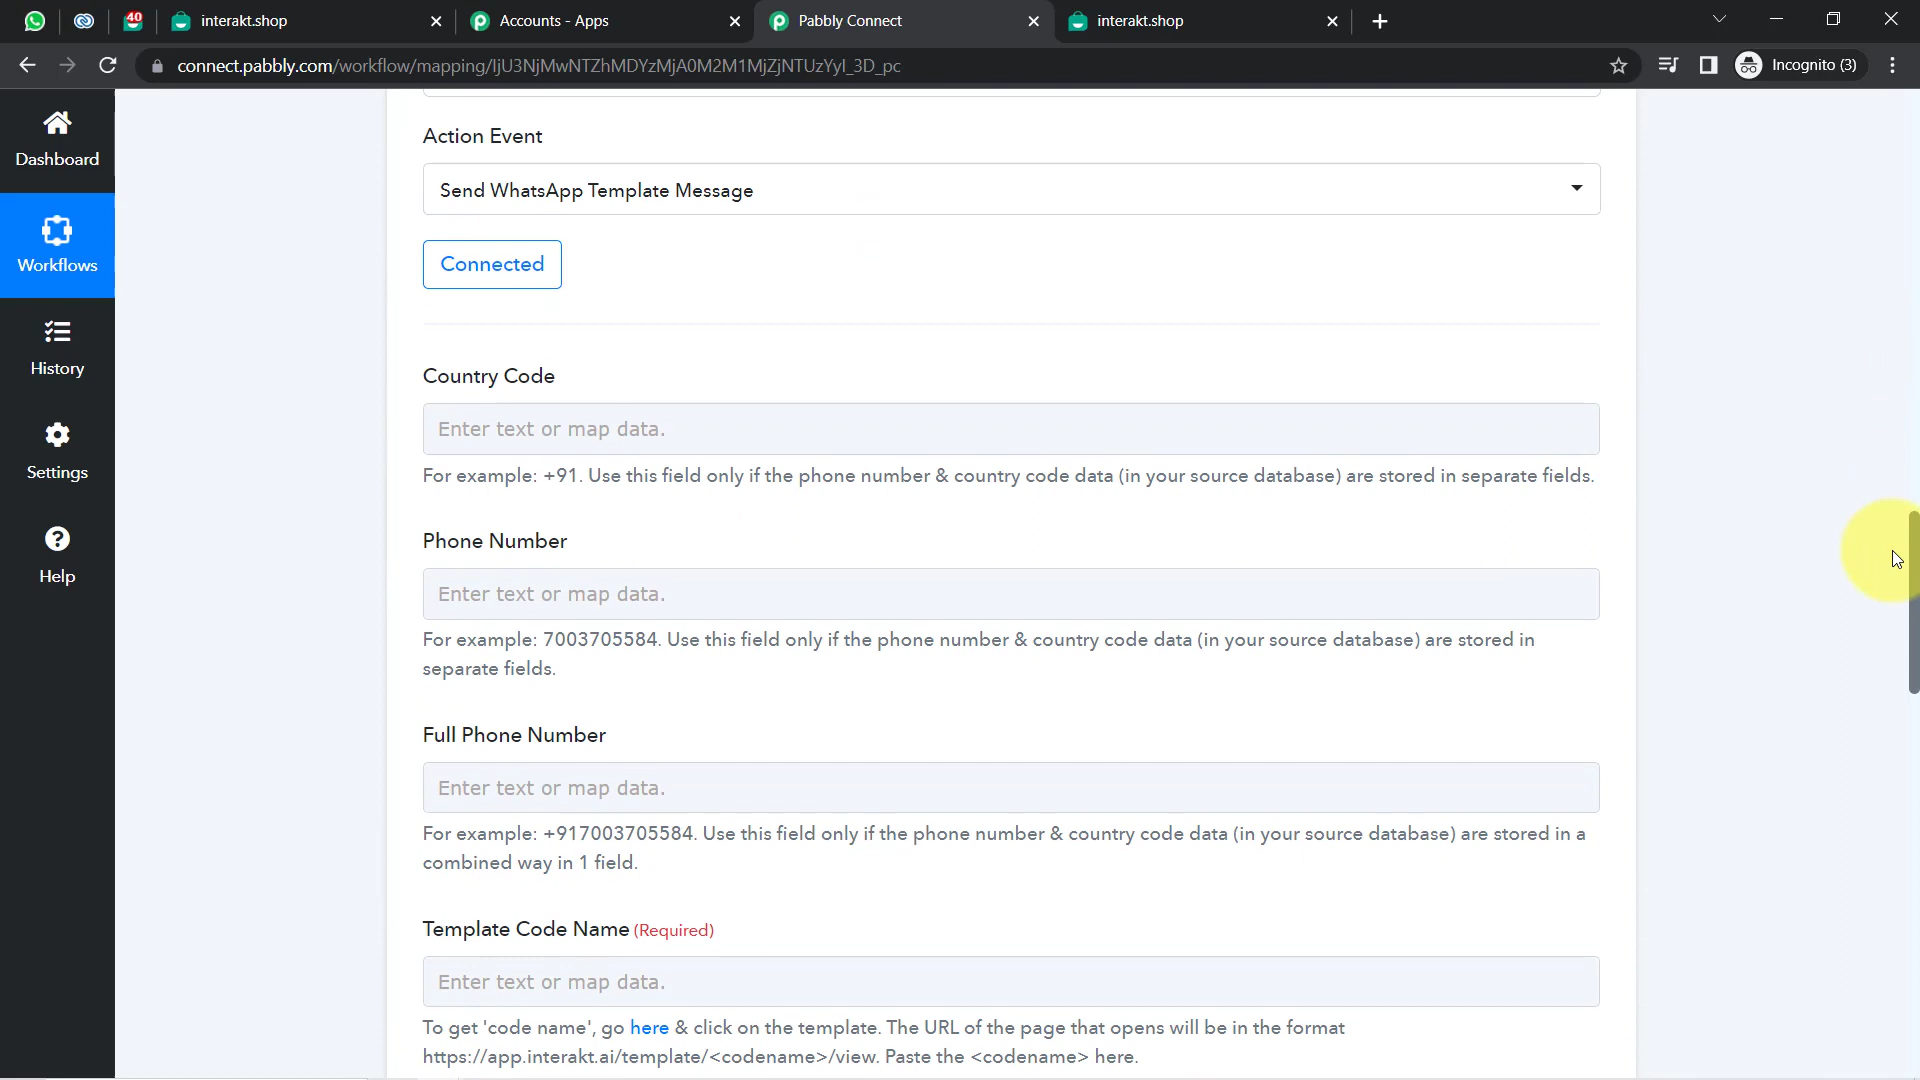 40
interakt.shop
Accounts - Apps
Pabbly Connect
interakt.shop
connect.pabbly.com/workflow/mapping/IjU3NjMwNTZhMDYzMjA0M2M1MjZjNTUzYyI_3D_pc
Incognito (3)
Dashboard
Workflows
History
Settings
Help
Action Event
Send WhatsApp Template Message
Connected
Country Code
Enter text or map data.
For example: +91. Use this field only if the phone number & country code data (in your source database) are stored in separate fields.
Phone Number
Enter text or map data.
For example: 7003705584. Use this field only if the phone number & country code data (in your source database) are stored in
separate fields.
Full Phone Number
Enter text or map data.
For example: +917003705584. Use this field only if the phone number & country code data (in your source database) are stored in a
combined way in 1 field.
Template Code Name (Required)
Enter text or map data.
To get 'code name', go here & click on the template. The URL of the page that opens will be in the format
https://app.interakt.ai/template/<codename>/view. Paste the <codename> here.